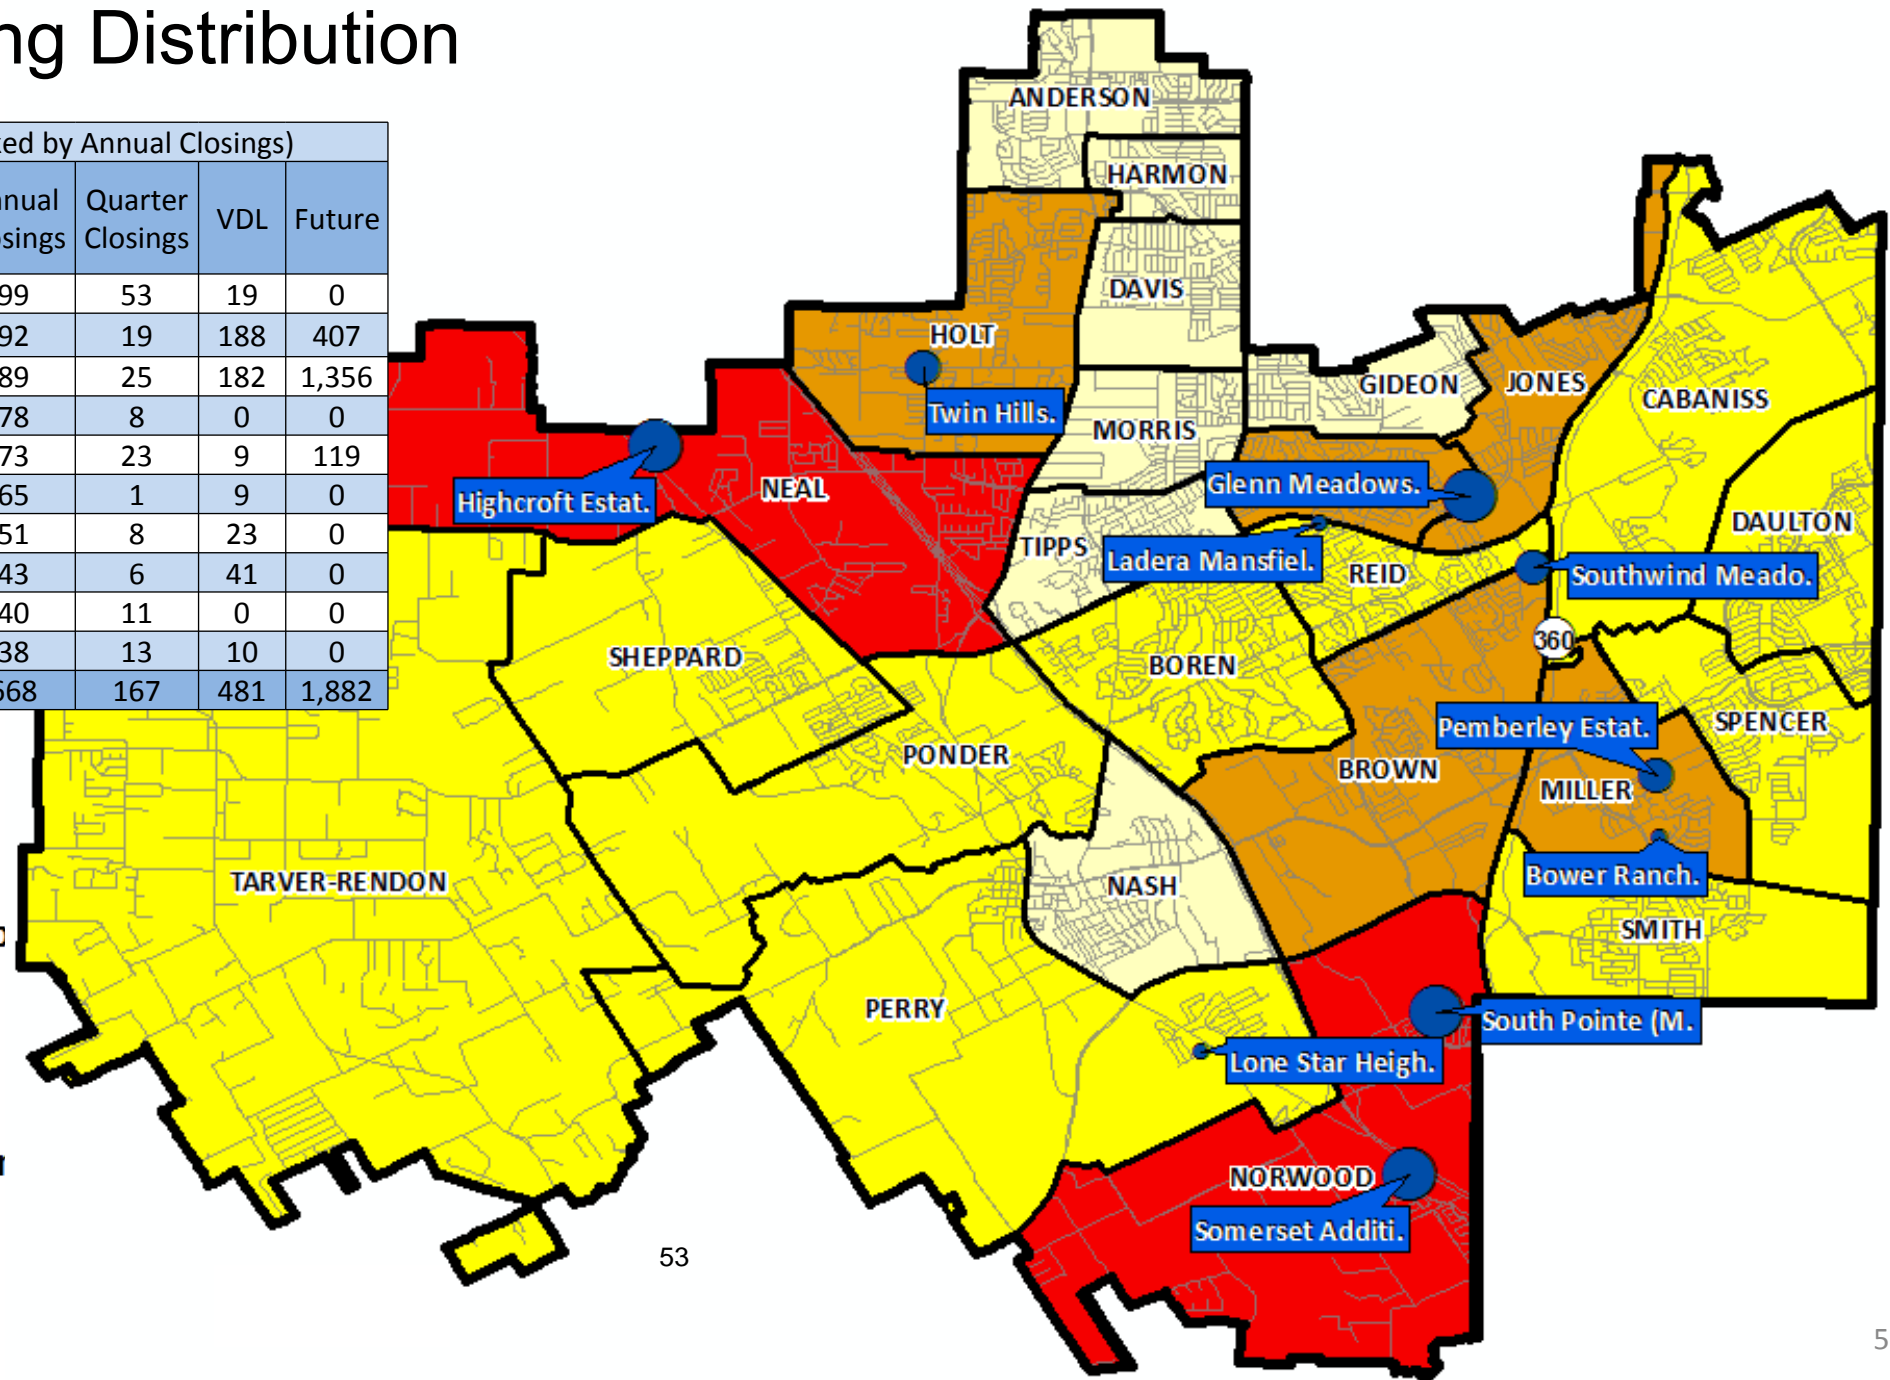 ng Distribution
ked by Annual Closings)
nual Quarter VDL Future
osings Closings
99 53 19 0
92 19 188 407
89 25 182 1,356
78 8 0 0
73 23 9 119
65 1 9 0
51 8 23 0
43 6 41 0
40 11 0 0
38 13 10 0
668 167 481 1,882
ANDERSON
HARMON
DAVIS
HOLT
Twin Hills.
MORRIS
GIDEON
JONES
CABANISS
Highcroft Estat.
NEAL
Glenn Meadows.
DAULTON
TIPPS
Ladera Mansfiel.
REID
Southwind Meado.
360
SHEPPARD
BOREN
PONDER
BROWN
Pemberley Estat.
SPENCER
MILLER
TARVER-RENDON
NASH
Bower Ranch.
SMITH
PERRY
South Pointe (M.
Lone Star Heigh.
NORWOOD
Somerset Additi.
53
5